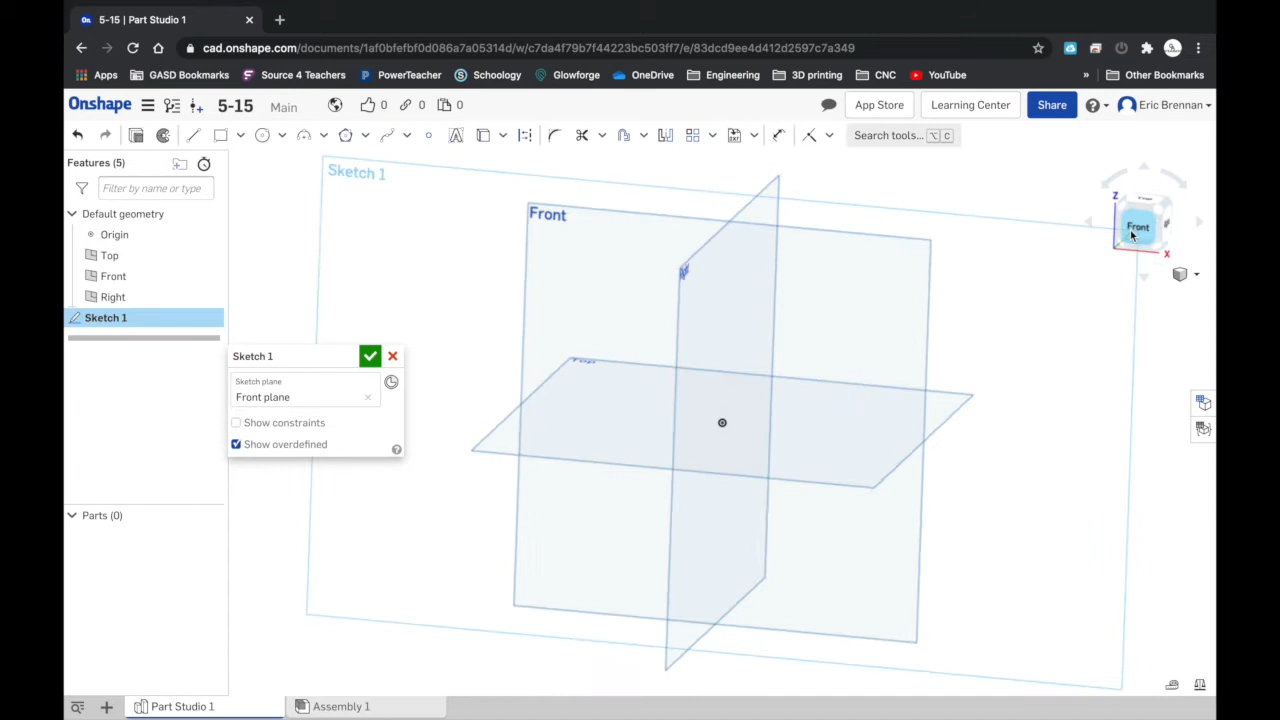 5-15 | Part Studio 1
cad.onshape.com/documents/1af0bfefbf0d086a7a05314d/w/c7da4f79b7f44223bc503ff7/e/83dcd9ee4d412d2597c7a349
Apps GASD Bookmarks Source 4 Teachers PowerTeacher Schoology Glowforge OneDrive Engineering 3D printing CNC YouTube » Other Bookmarks
Onshape 5-15 Main 0 0 0 App Store Learning Center Share Eric Brennan
Search tools... ⌥ C
Features (5)
Filter by name or type
Default geometry
Origin
Top
Front
Right
Sketch 1
Sketch 1
Sketch plane
Front plane
Show constraints
Show overdefined
Parts (0)
Sketch 1
Front
Top
Z
Front
X
Part Studio 1 Assembly 1